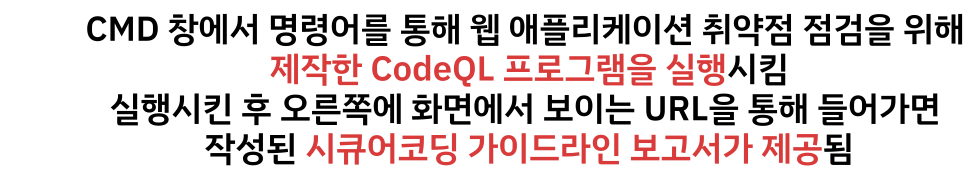 CMD 창에서 명령어를 통해 웹 애플리케이션 취약점 점검을 위해
제작한 CodeQL 프로그램을 실행시킴
실행시킨 후 오른쪽에 화면에서 보이는 URL을 통해 들어가면
작성된 시큐어코딩 가이드라인 보고서가 제공됨